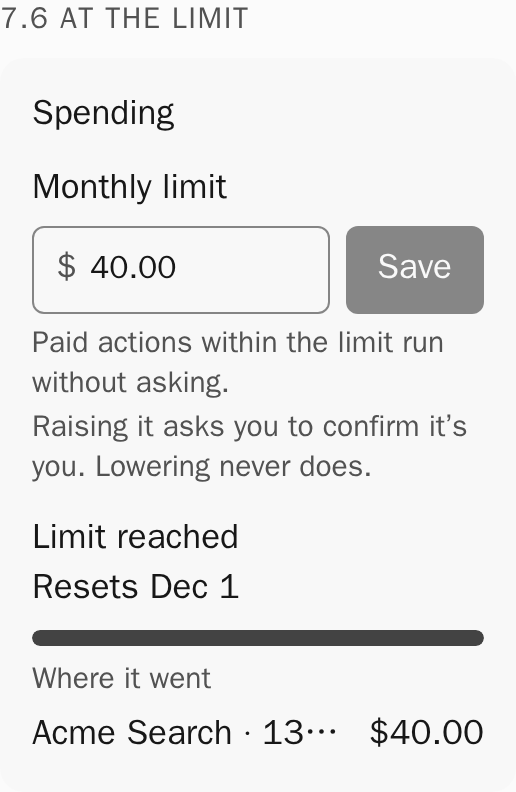 7.6 AT THE LIMIT
Spending
Monthly limit
$ 40.00
Save
Paid actions within the limit run
without asking.
Raising it asks you to confirm it’s
you. Lowering never does.
Limit reached
Resets Dec 1
Where it went
Acme Search · 13··· $40.00